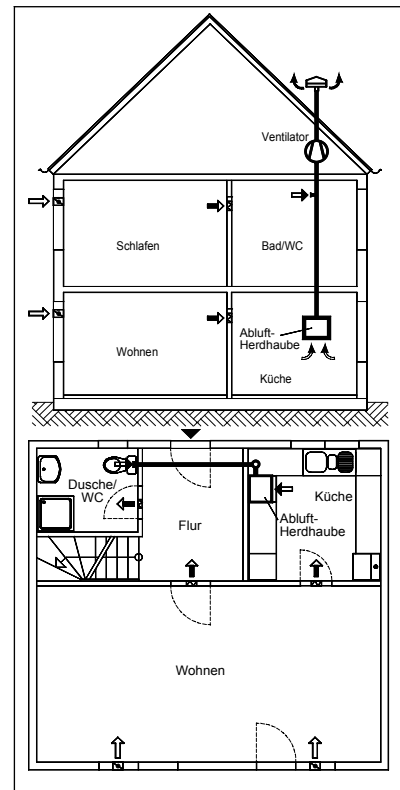 Ventilator
Schlafen
Bad/WC
Abluft-
Herdhaube
Wohnen
Küche
Dusche/
WC
Flur
Küche
Abluft-
Herdhaube
Wohnen